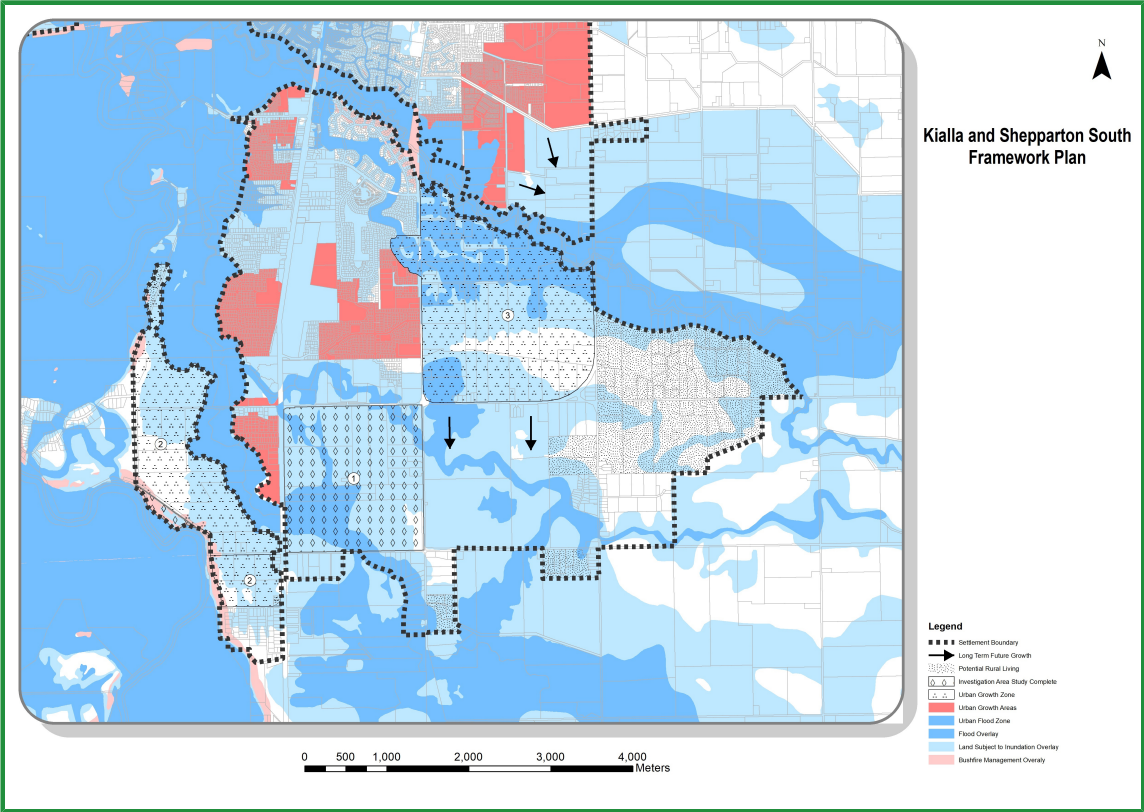 N
Kialla and Shepparton South
Framework Plan
3
2
1
2
Legend
Settlement Boundary
Long Term Future Growth
Potential Rural Living
Investigation Area Study Complete
Urban Growth Zone
Urban Growth Areas
Urban Flood Zone
Flood Overlay
Land Subject to Inundation Overlay
Bushfire Management Overaly
0 500 1,000 2,000 3,000 4,000
Meters